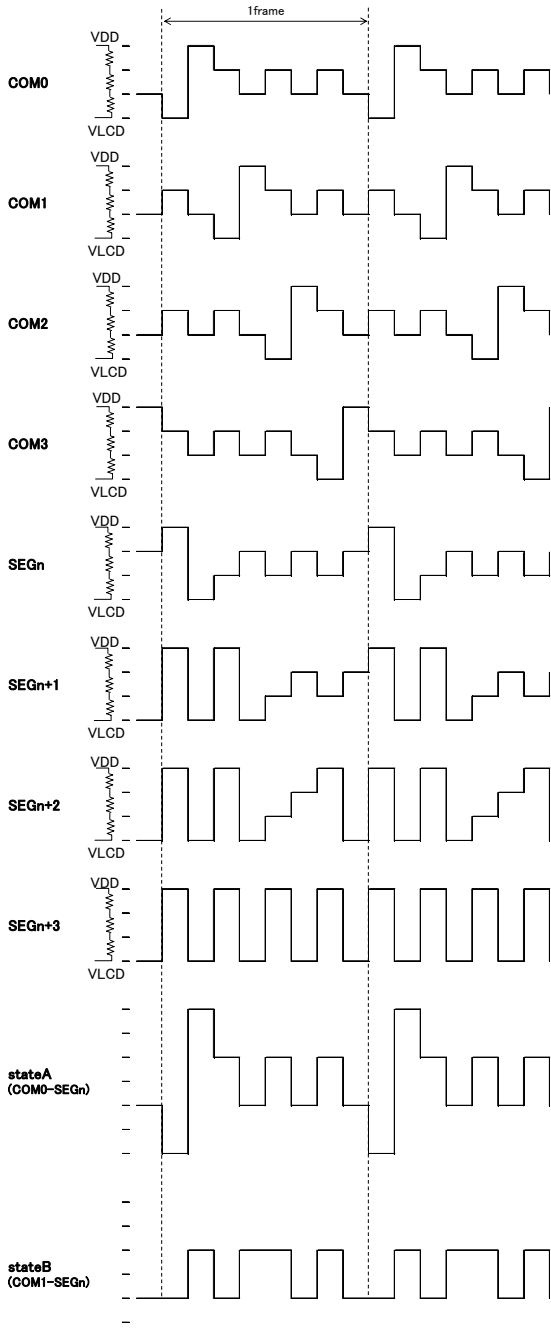 1frame
VDD
COM0
VLCD
VDD
COM1
VLCD
VDD
COM2
VLCD
VDD
COM3
VLCD
VDD
SEGn
VLCD
VDD
SEGn+1
VLCD
VDD
SEGn+2
VLCD
VDD
SEGn+3
VLCD
stateA
(COM0-SEGn)
stateB
(COM1-SEGn)